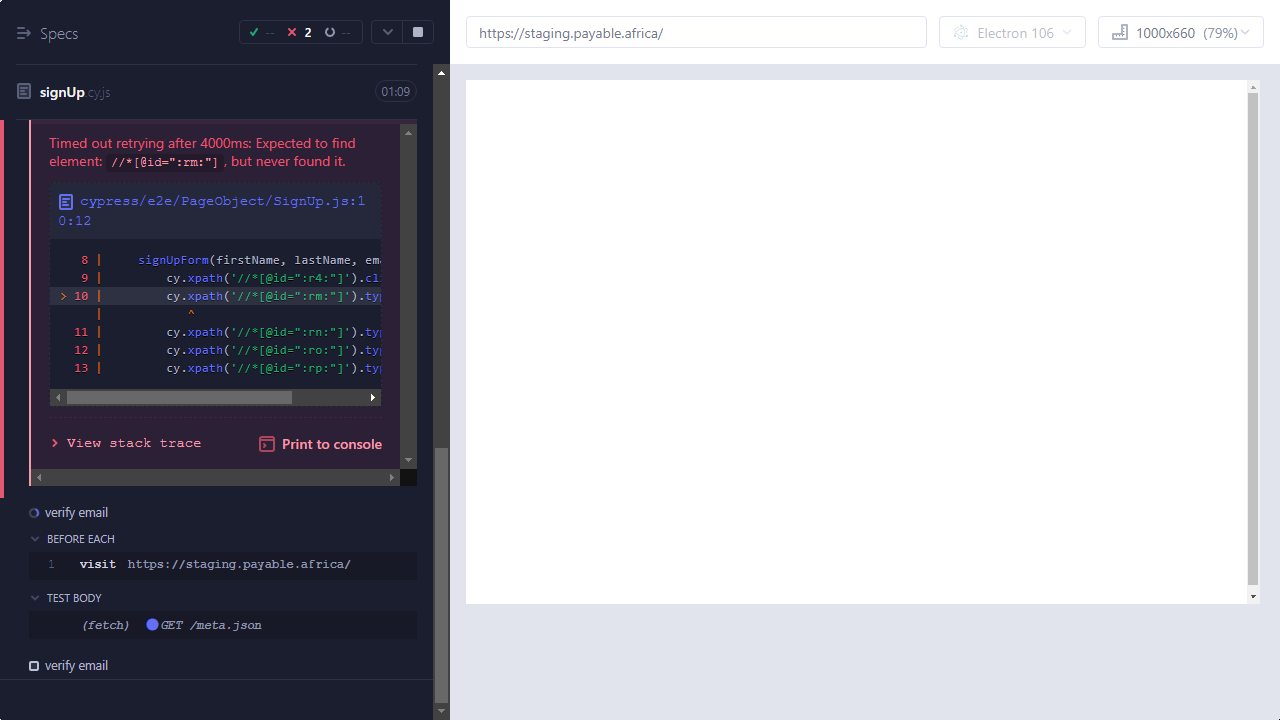 Specs
-- 2 --
https://staging.payable.africa/
Electron 106
1000x660 (79%)
signUp.cy.js
01:09
Timed out retrying after 4000ms: Expected to find
element: //*[@id=":rm:"] , but never found it.
cypress/e2e/PageObject/SignUp.js:1
0:12
8 | signUpForm(firstName, lastName, ema
9 | cy.xpath('//*[@id=":r4:"]').cli
> 10 | cy.xpath('//*[@id=":rm:"]').typ
| ^
11 | cy.xpath('//*[@id=":rn:"]').typ
12 | cy.xpath('//*[@id=":ro:"]').typ
13 | cy.xpath('//*[@id=":rp:"]').typ
View stack trace
Print to console
verify email
BEFORE EACH
1 visit https://staging.payable.africa/
TEST BODY
(fetch) GET /meta.json
verify email